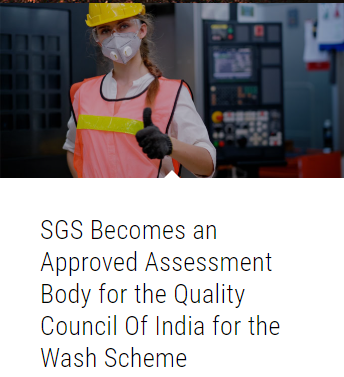 SGS Becomes an
Approved Assessment
Body for the Quality
Council Of India for the
Wash Scheme